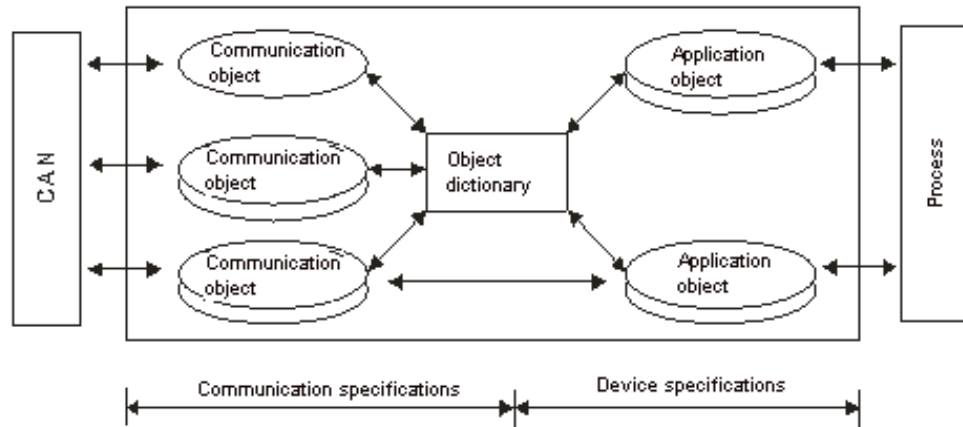 CAN
Communication
object
Communication
object
Communication
object
Object
dictionary
Application
object
Application
object
Process
Communication specifications
Device specifications